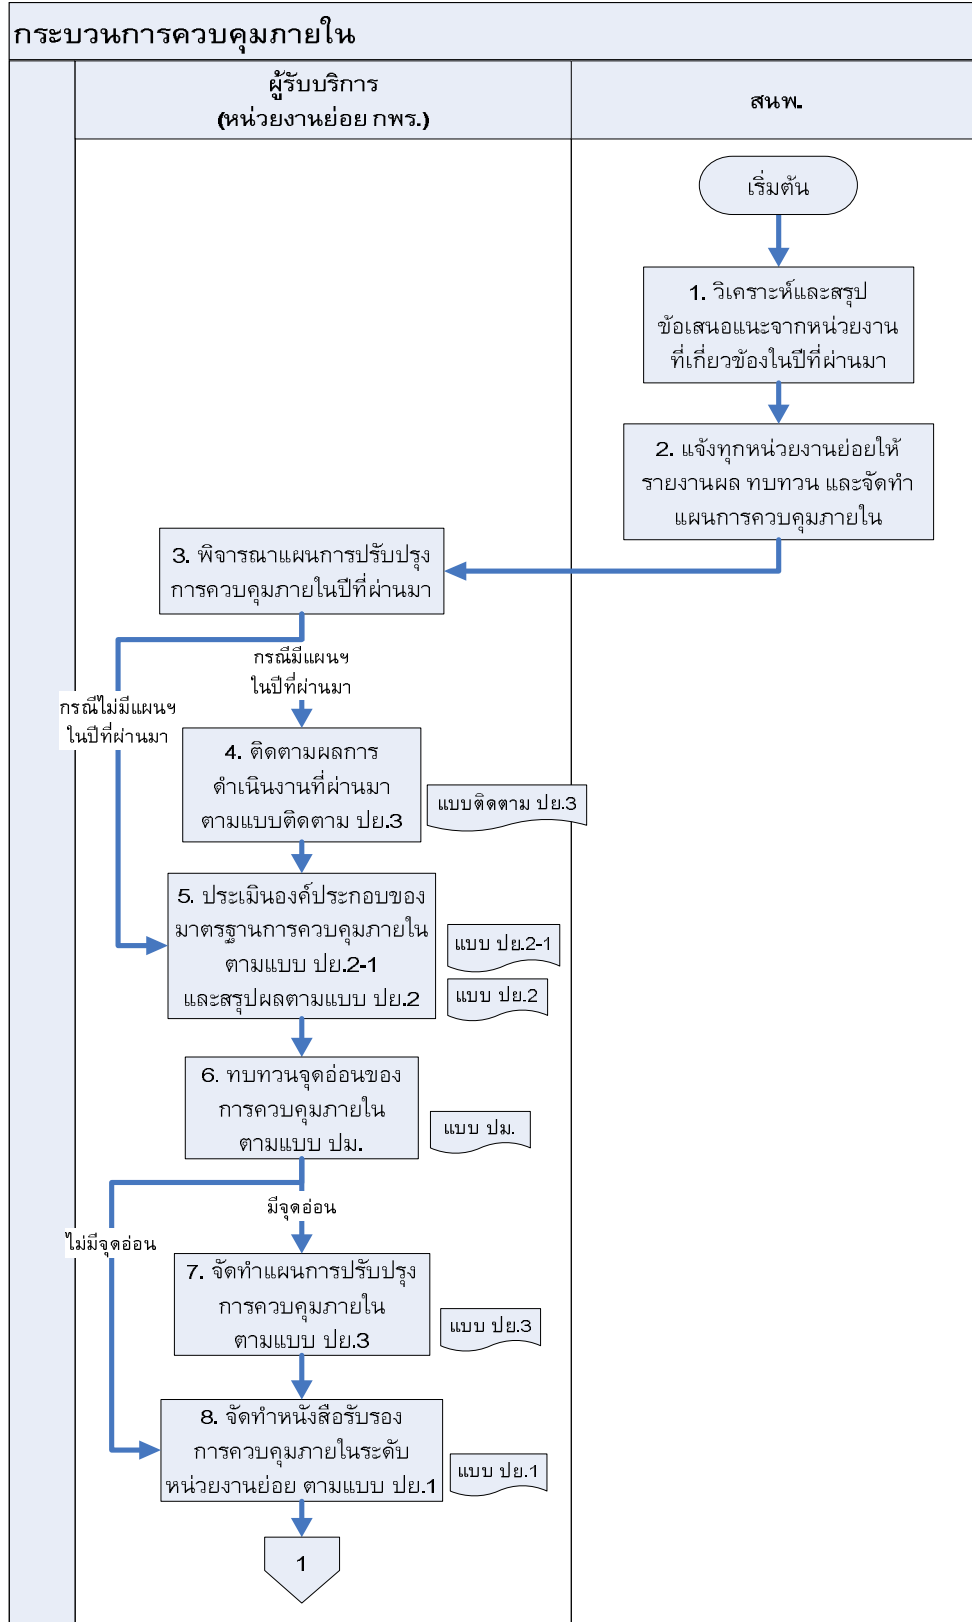 กระบวนการควบคุมภายใน
ผู้รับบริการ
(หน่วยงานย่อย กพร.)
สนพ.
เริ่มต้น
1. วิเคราะห์และสรุป
ข้อเสนอแนะจากหน่วยงาน
ที่เกี่ยวข้องในปีที่ผ่านมา
2. แจ้งทุกหน่วยงานย่อยให้
รายงานผล ทบทวน และจัดทำ
แผนการควบคุมภายใน
3. พิจารณาแผนการปรับปรุง
การควบคุมภายในปีที่ผ่านมา
กรณีมีแผนฯ
ในปีที่ผ่านมา
กรณีไม่มีแผนฯ
ในปีที่ผ่านมา
4. ติดตามผลการ
ดำเนินงานที่ผ่านมา
ตามแบบติดตาม ปย.3
แบบติดตาม ปย.3
5. ประเมินองค์ประกอบของ
มาตรฐานการควบคุมภายใน
ตามแบบ ปย.2-1
และสรุปผลตามแบบ ปย.2
แบบ ปย.2-1
แบบ ปย.2
6. ทบทวนจุดอ่อนของ
การควบคุมภายใน
ตามแบบ ปม.
แบบ ปม.
มีจุดอ่อน
ไม่มีจุดอ่อน
7. จัดทำแผนการปรับปรุง
การควบคุมภายใน
ตามแบบ ปย.3
แบบ ปย.3
8. จัดทำหนังสือรับรอง
การควบคุมภายในระดับ
หน่วยงานย่อย ตามแบบ ปย.1
แบบ ปย.1
1